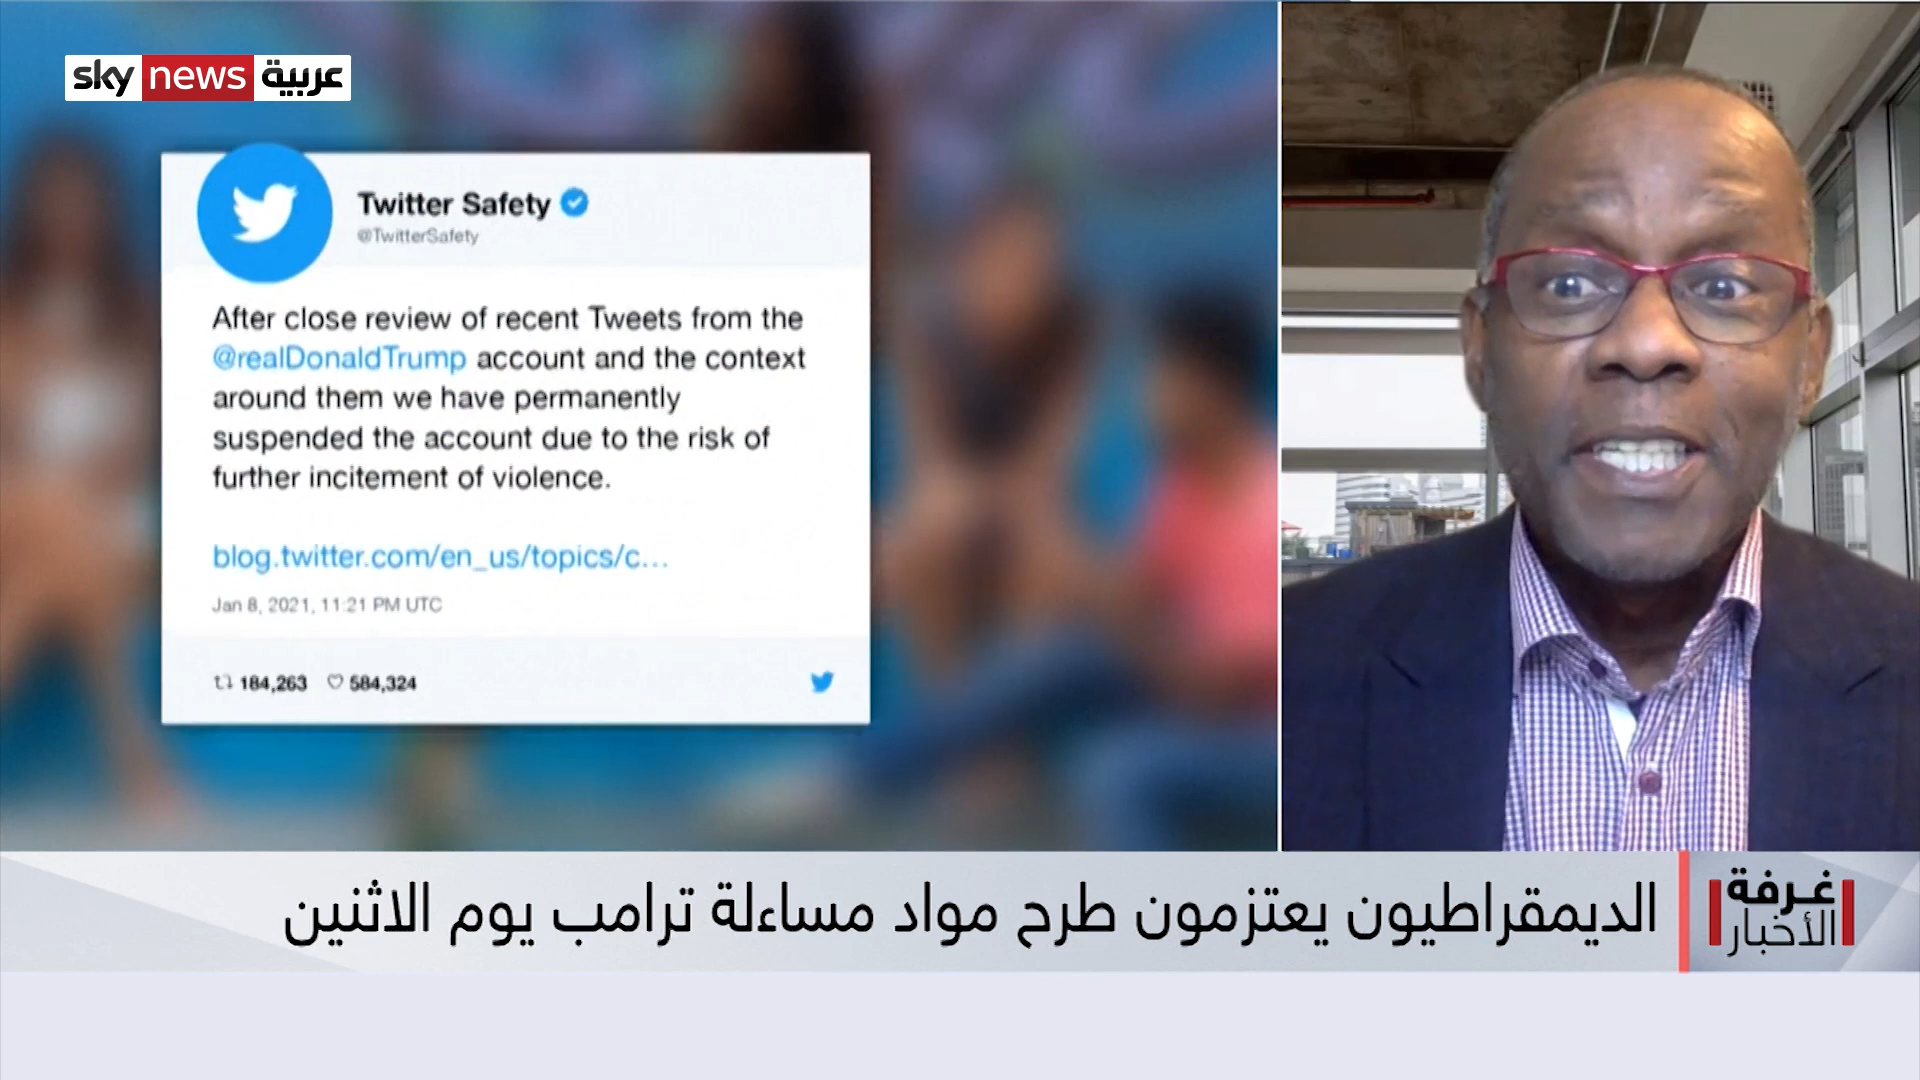 sky news عربية
Twitter Safety
@TwitterSafety
After close review of recent Tweets from the
@realDonaldTrump account and the context
around them we have permanently
suspended the account due to the risk of
further incitement of violence.
blog.twitter.com/en_us/topics/c...
Jan 8, 2021, 11:21 PM UTC
184,263 584,324
غرفة
الأخبار
الديمقراطيون يعتزمون طرح مواد مساءلة ترامب يوم الاثنين